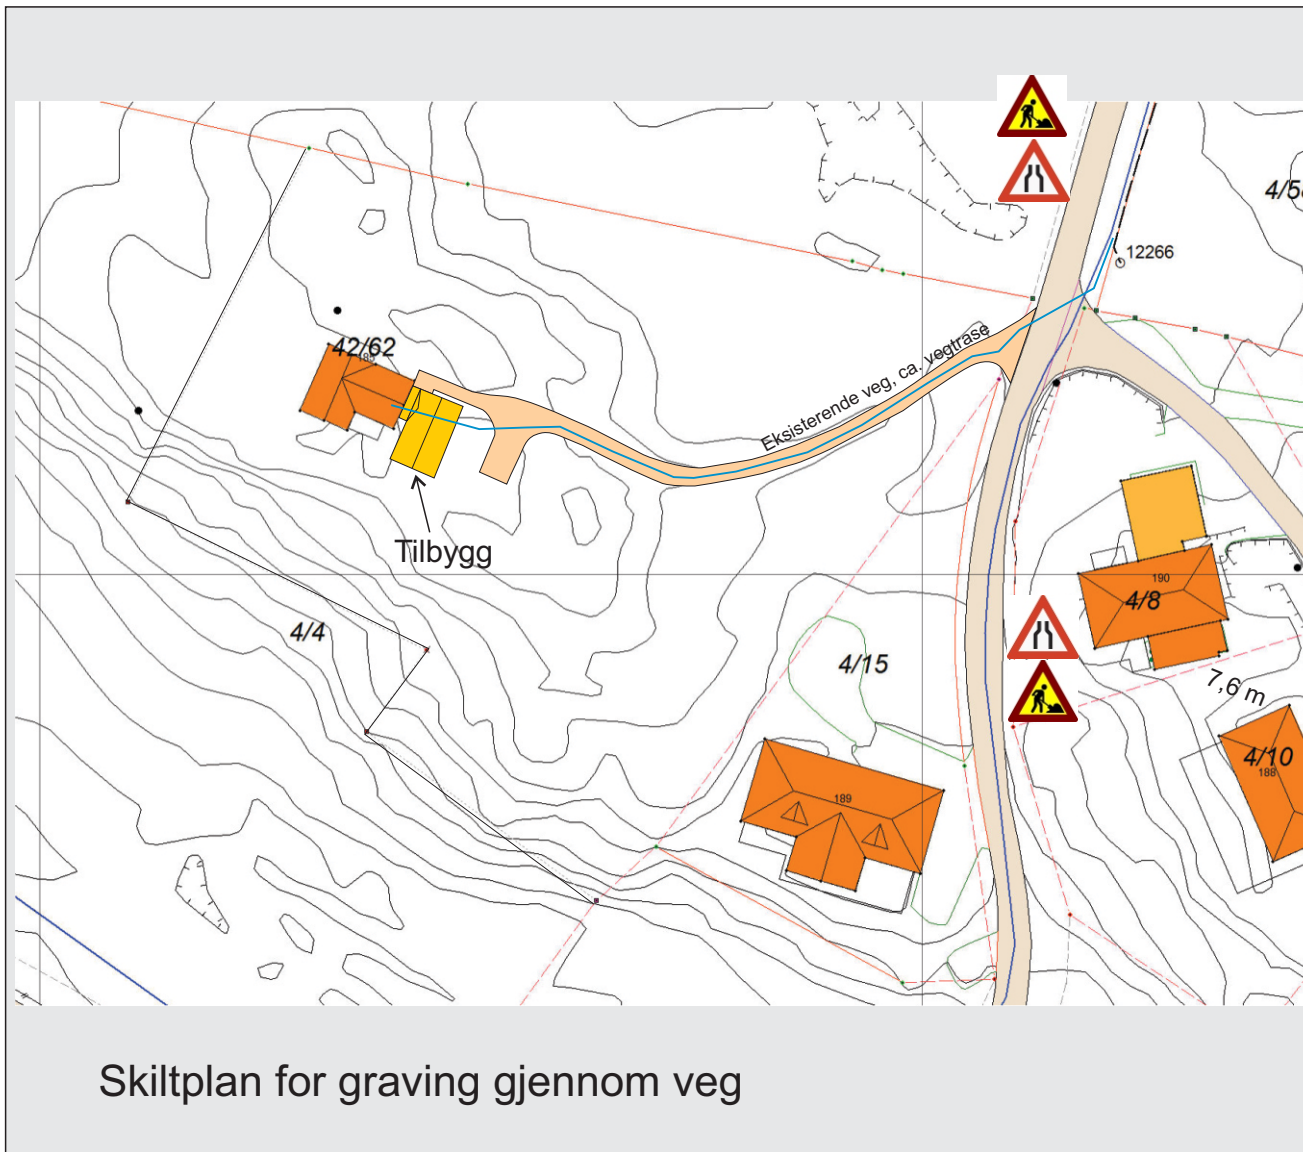 4/5
12266
42/62
185
Eksisterende veg, ca. vegtrase
Tilbygg
190
4/8
4/4
4/15
7,6 m
4/10
188
189
Skiltplan for graving gjennom veg